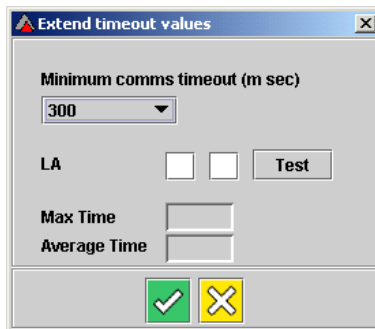 Extend timeout values
Minimum comms timeout (m sec)
300
LA Test
Max Time
Average Time